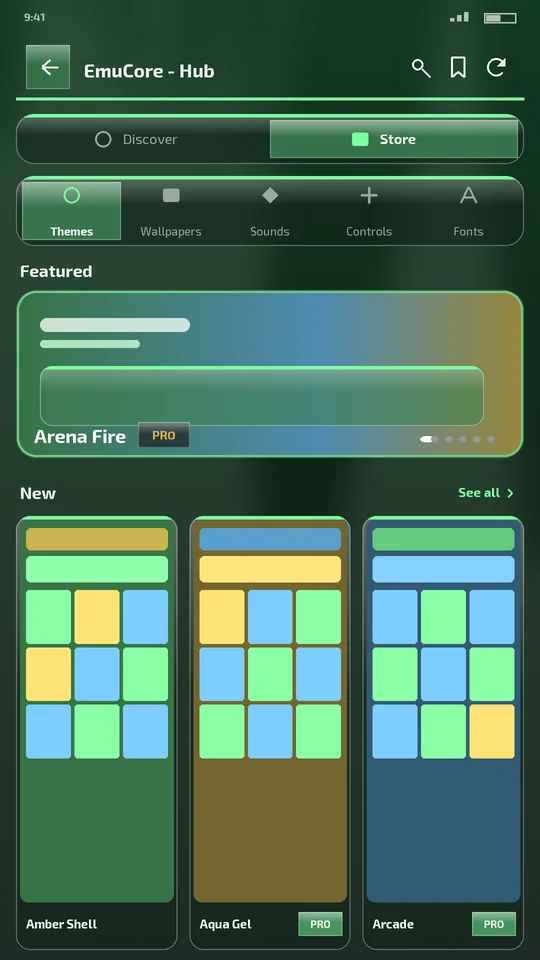 9:41
EmuCore - Hub
Discover
Store
Themes
Wallpapers
Sounds
Controls
Fonts
Featured
Arena Fire
PRO
New
See all
Amber Shell
Aqua Gel
PRO
Arcade
PRO